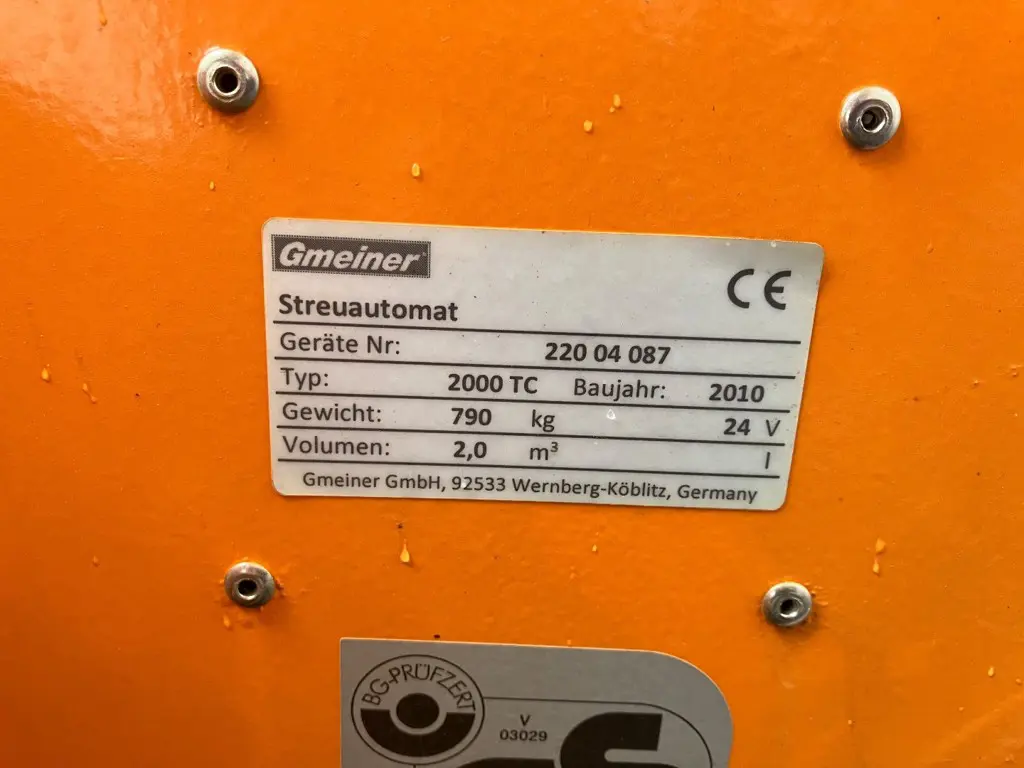 Gmeiner
CE
Streuautomat
Geräte Nr: 220 04 087
Typ: 2000 TC Baujahr: 2010
Gewicht: 790 kg 24 V
Volumen: 2,0 m³ l
Gmeiner GmbH, 92533 Wernberg-Köblitz, Germany
BG-PRÜFZERT
V
03029
GS